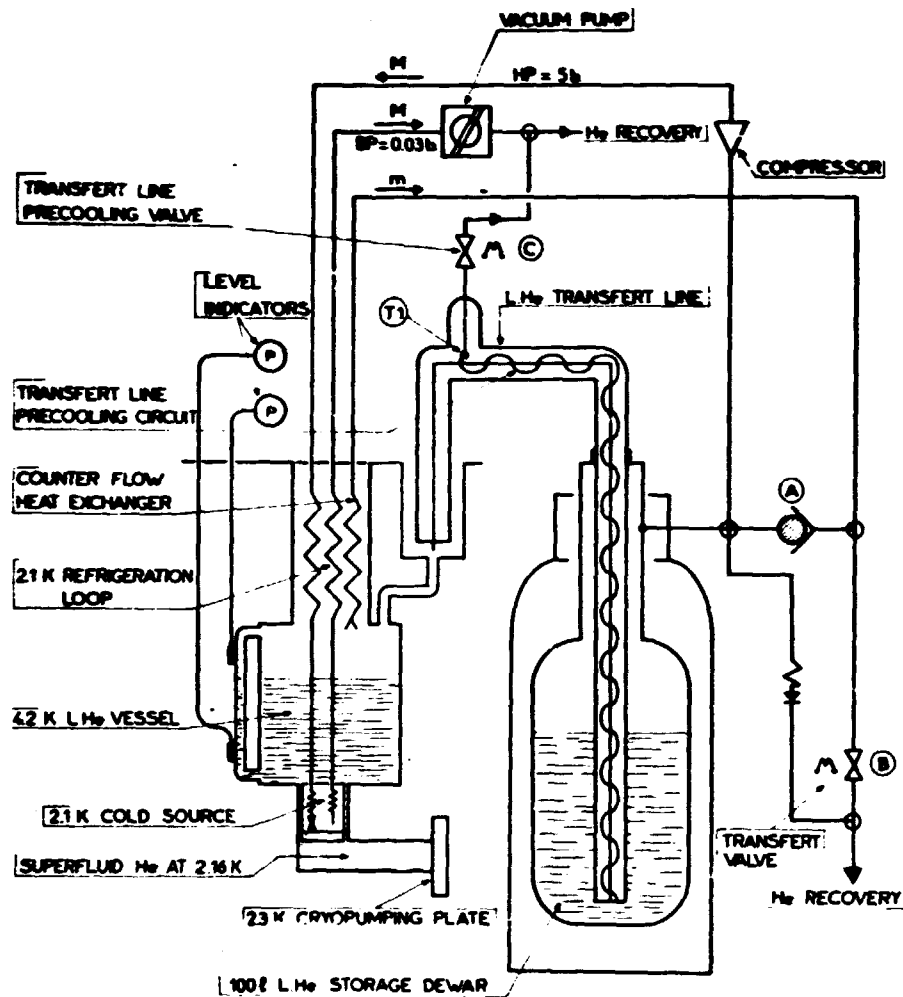 VACUUM PUMP
M
HP = 5 b
M
BP = 0.03 b
He RECOVERY
COMPRESSOR
m
TRANSFERT LINE
PRECOOLING VALVE
M
C
LEVEL
INDICATORS
L He TRANSFERT LINE
T1
P
P
TRANSFERT LINE
PRECOOLING CIRCUIT
COUNTER FLOW
HEAT EXCHANGER
A
2.1 K REFRIGERATION
LOOP
4.2 K L He VESSEL
M
B
2.1 K COLD SOURCE
TRANSFERT
VALVE
SUPERFLUID He AT 2.16 K
He RECOVERY
2.3 K CRYOPUMPING PLATE
100 ℓ L He STORAGE DEWAR